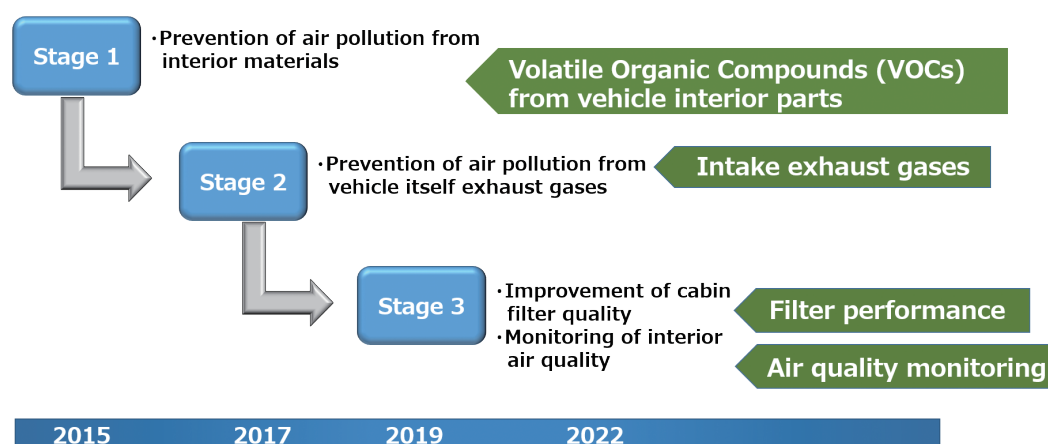 Stage 1
・Prevention of air pollution from
interior materials
Volatile Organic Compounds (VOCs)
from vehicle interior parts
Stage 2
・Prevention of air pollution from
vehicle itself exhaust gases
Intake exhaust gases
Stage 3
・Improvement of cabin
filter quality
・Monitoring of interior
air quality
Filter performance
Air quality monitoring
2015 2017 2019 2022